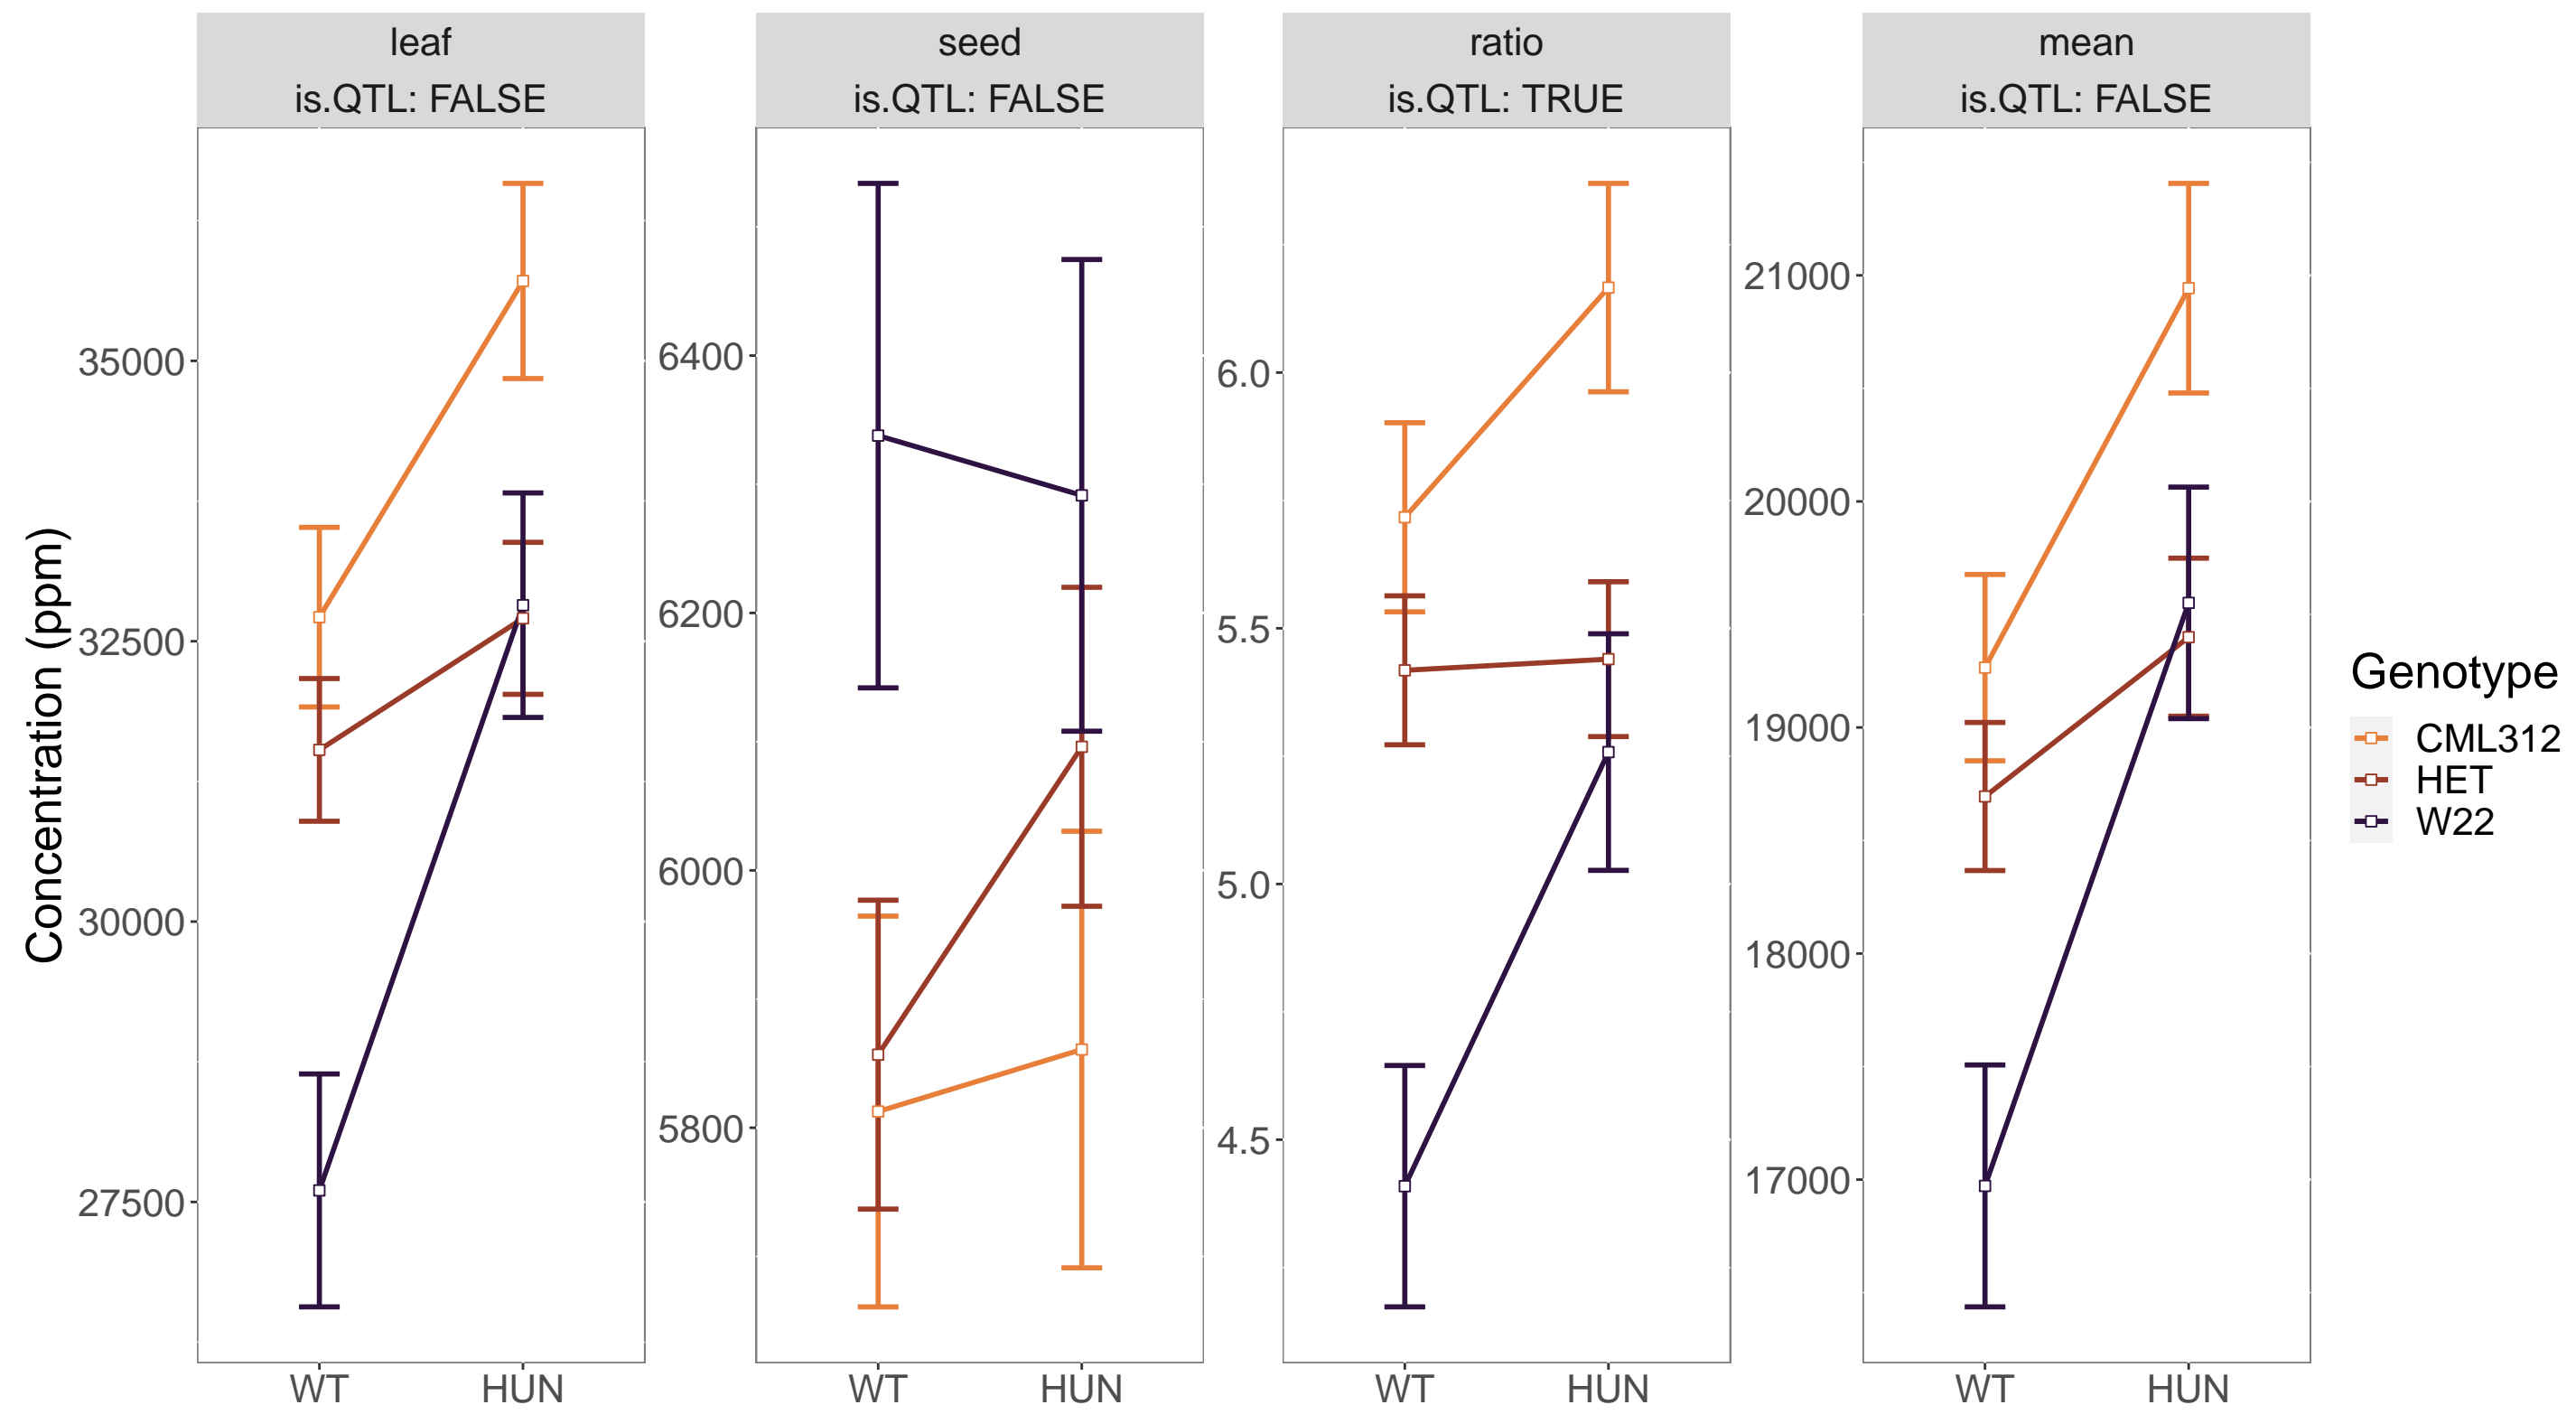 leaf
is.QTL: FALSE
seed
is.QTL: FALSE
ratio
is.QTL: TRUE
mean
is.QTL: FALSE
Concentration (ppm)
35000
32500
30000
27500
WT HUN
6400
6200
6000
5800
WT HUN
6.0
5.5
5.0
4.5
WT HUN
21000
20000
19000
18000
17000
WT HUN
Genotype
CML312
HET
W22